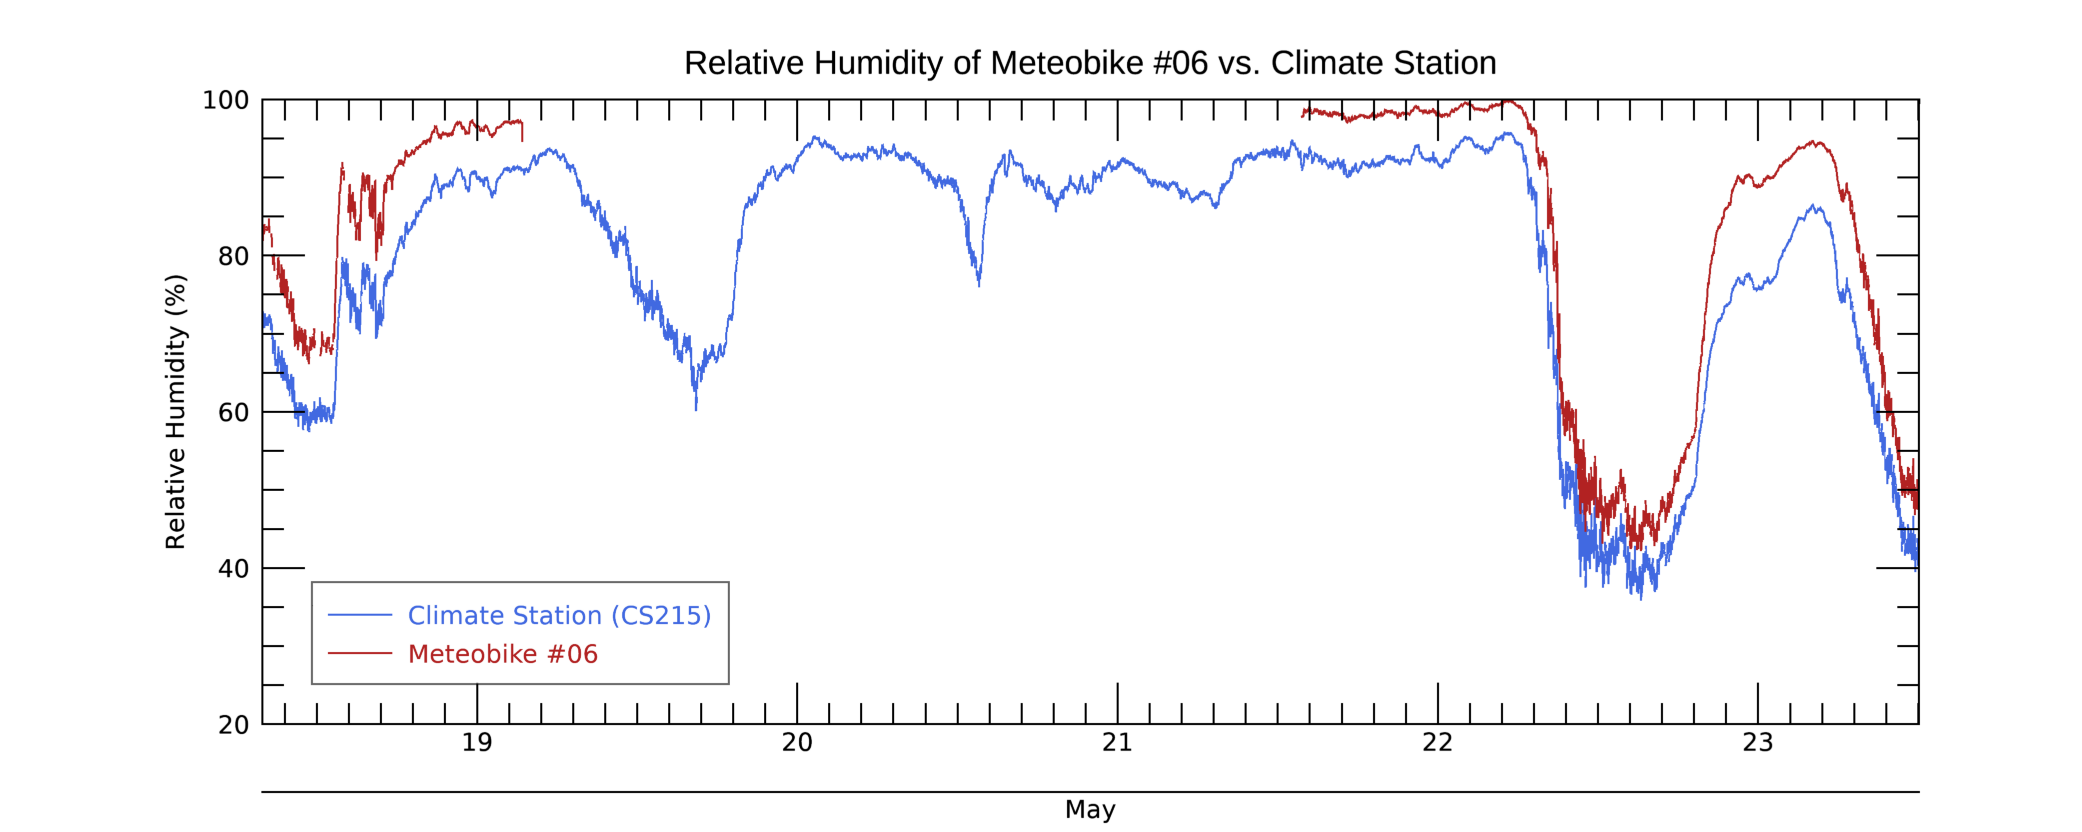 Relative Humidity of Meteobike #06 vs. Climate Station
Relative Humidity (%)
100
80
60
40
20
Climate Station (CS215)
Meteobike #06
19 20 21 22 23
May